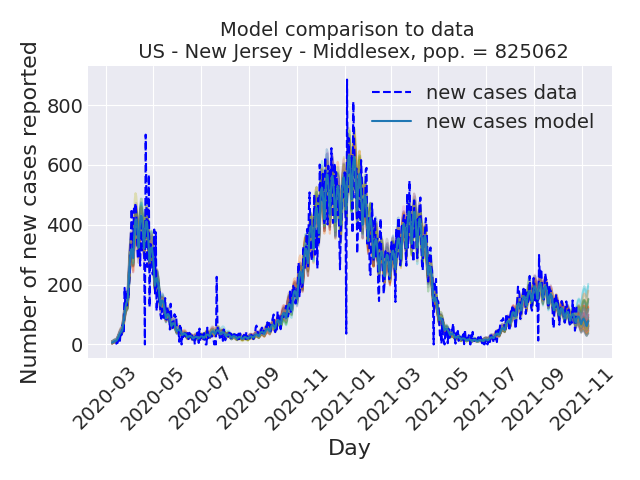 Model comparison to data
US - New Jersey - Middlesex, pop. = 825062
Number of new cases reported
800
600
400
200
0
new cases data
new cases model
2020-03
2020-05
2020-07
2020-09
2020-11
2021-01
2021-03
2021-05
2021-07
2021-09
2021-11
Day